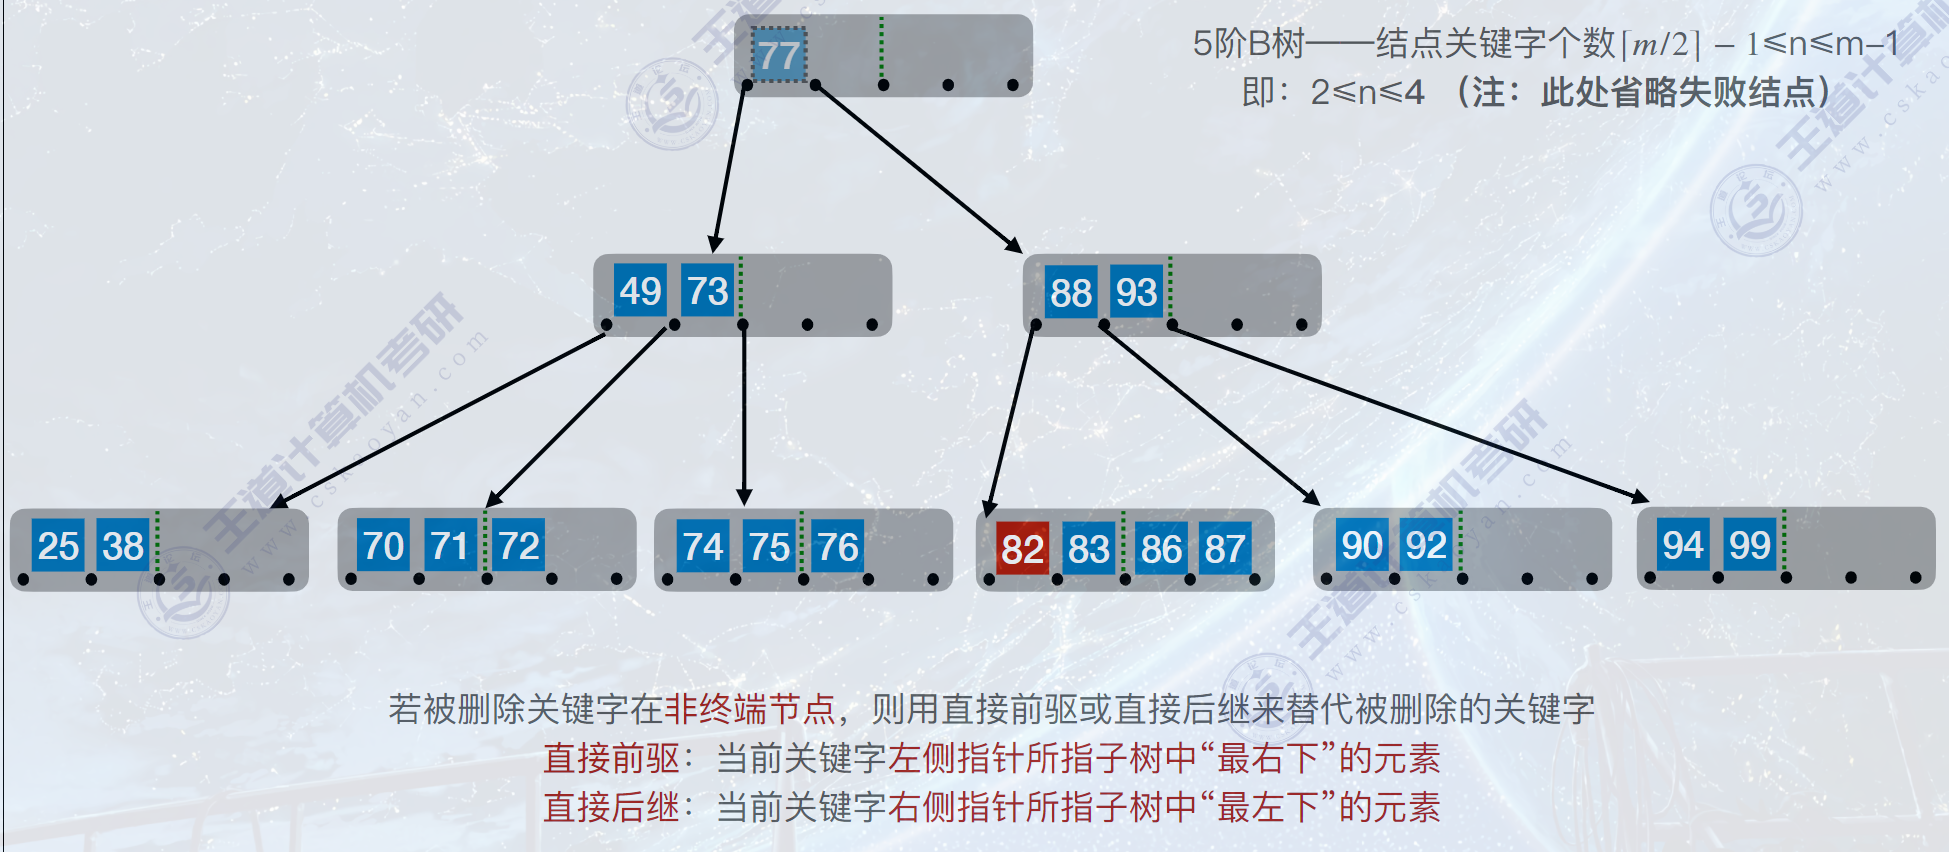 77
5阶B树——结点关键字个数⌈m/2⌉ – 1≤n≤m–1
即：2≤n≤4 （注：此处省略失败结点）
49 73
88 93
25 38
70 71 72
74 75 76
82 83 86 87
90 92
94 99
若被删除关键字在非终端节点，则用直接前驱或直接后继来替代被删除的关键字
直接前驱：当前关键字左侧指针所指子树中“最右下”的元素
直接后继：当前关键字右侧指针所指子树中“最左下”的元素
王道计算机考研
www.cskaoyan.com